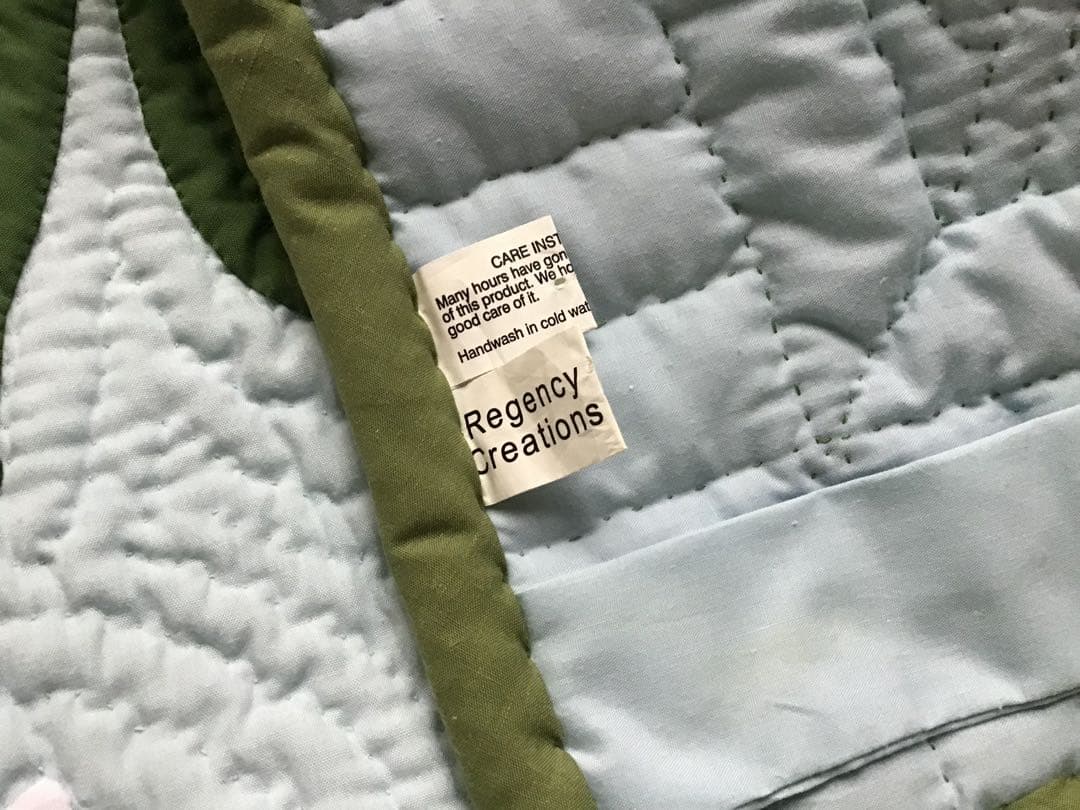 CARE INST
Many hours have gon
of this product. We ho
good care of it.
Handwash in cold wat
Regency
Creations